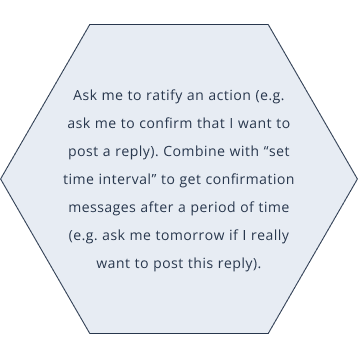 Ask me to ratify an action (e.g.
ask me to confirm that I want to
post a reply). Combine with “set
time interval” to get confirmation
messages after a period of time
(e.g. ask me tomorrow if I really
want to post this reply).